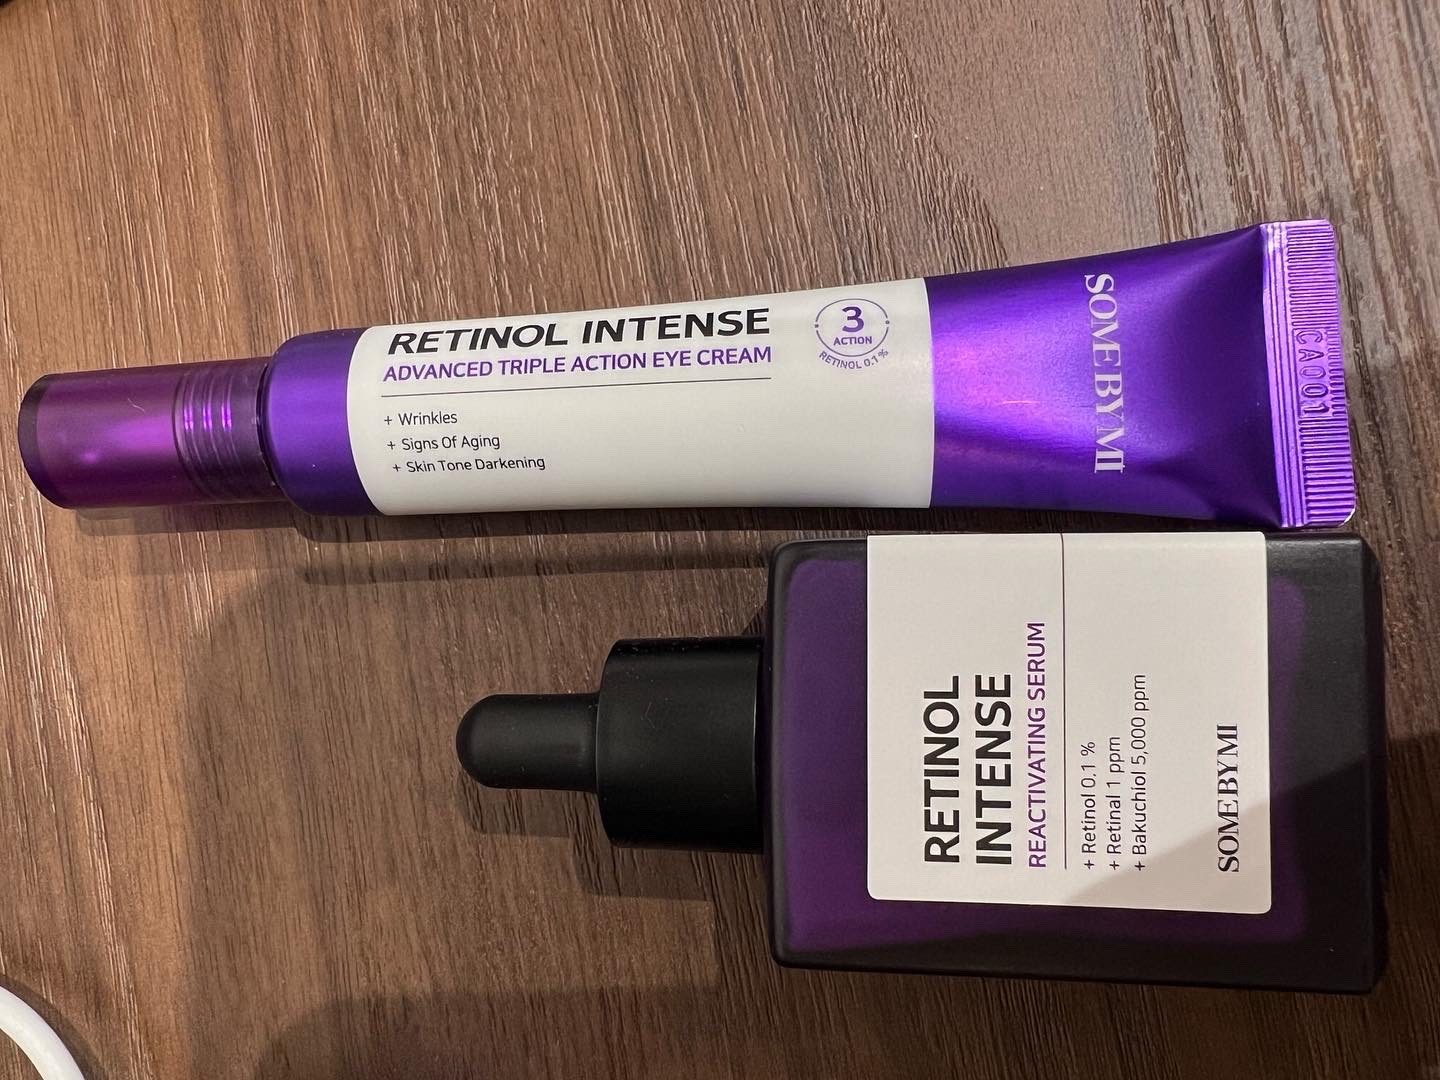 RETINOL INTENSE
ADVANCED TRIPLE ACTION EYE CREAM
+ Wrinkles
+ Signs Of Aging
+ Skin Tone Darkening
3
ACTION
RETINOL 0.1%
SOME BY MI
CA001
RETINOL
INTENSE
REACTIVATING SERUM
+ Retinol 0.1 %
+ Retinal 1 ppm
+ Bakuchiol 5,000 ppm
SOME BY MI